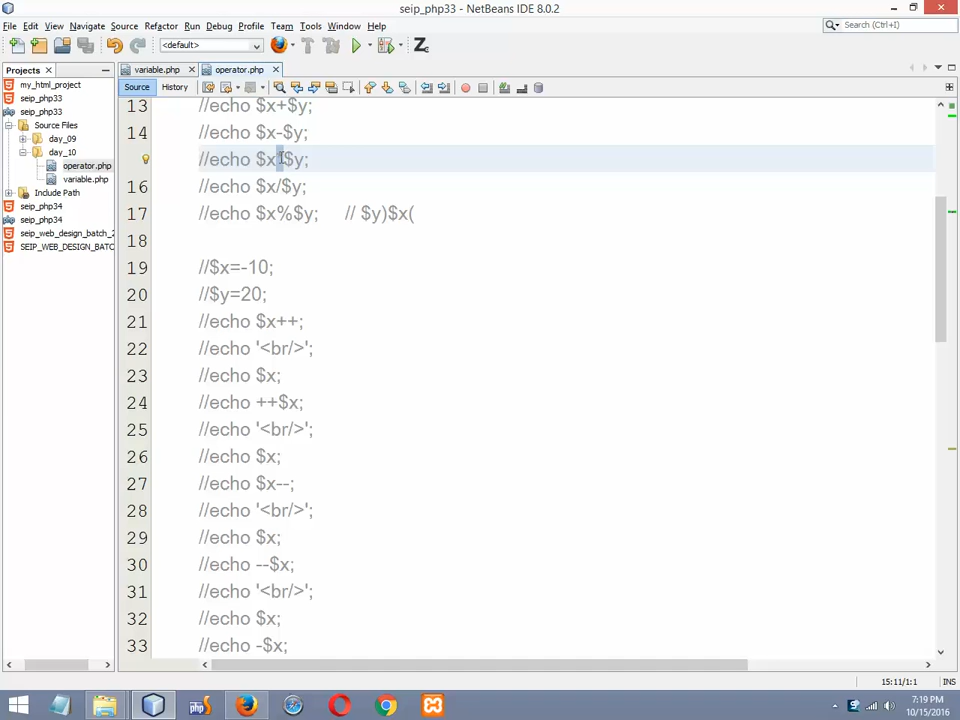 seip_php33 - NetBeans IDE 8.0.2
File Edit View Navigate Source Refactor Run Debug Profile Team Tools Window Help
Search (Ctrl+I)
<default>
Projects
variable.php
operator.php
my_html_project
seip_php33
seip_php33
Source Files
day_09
day_10
operator.php
variable.php
Include Path
seip_php34
seip_php34
seip_web_design_batch_2
SEIP_WEB_DESIGN_BATC
Source History
13 //echo $x+$y;
14 //echo $x-$y;
//echo $x*$y;
16 //echo $x/$y;
17 //echo $x%$y; // $y)$x(
18
19 //$x=-10;
20 //$y=20;
21 //echo $x++;
22 //echo '<br/>';
23 //echo $x;
24 //echo ++$x;
25 //echo '<br/>';
26 //echo $x;
27 //echo $x--;
28 //echo '<br/>';
29 //echo $x;
30 //echo --$x;
31 //echo '<br/>';
32 //echo $x;
33 //echo -$x;
15:11/1:1
INS
php
7:19 PM
10/15/2016